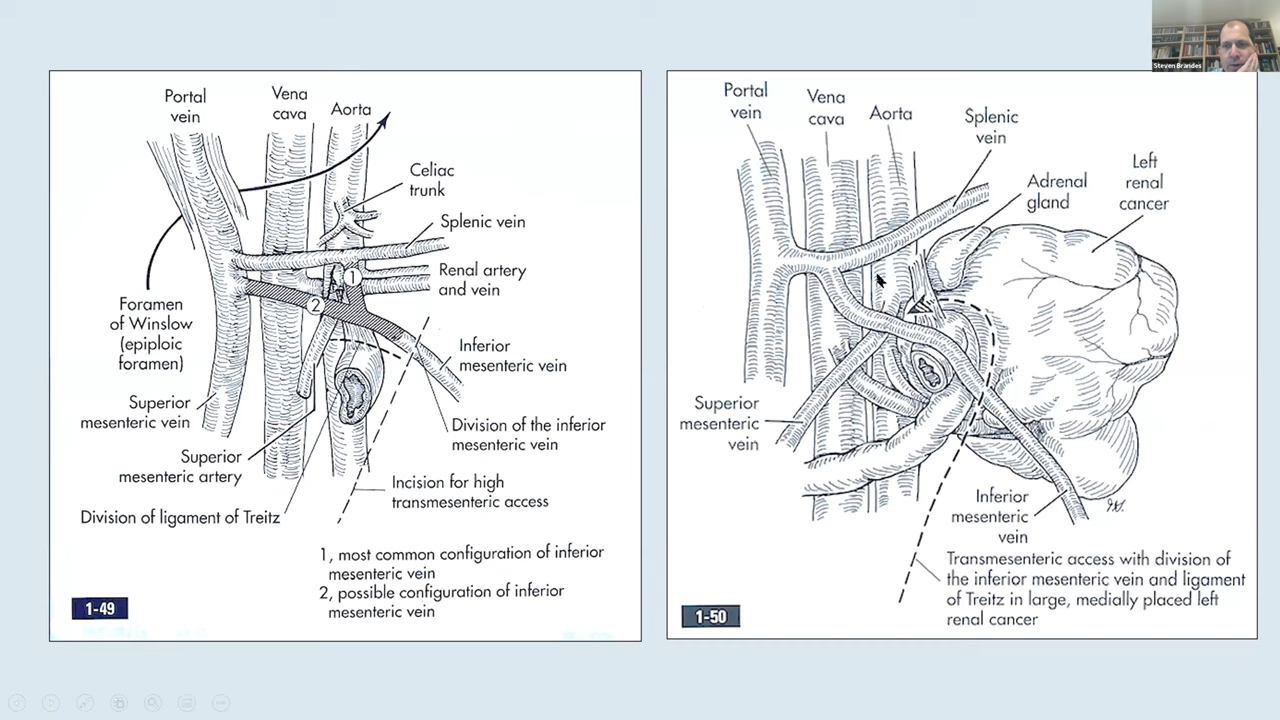 Steven Brandes
Portal
vein
Vena
cava
Aorta
Celiac
trunk
Splenic vein
Renal artery
and vein
1
2
Foramen
of Winslow
(epiploic
foramen)
Inferior
mesenteric vein
Superior
mesenteric vein
Division of the inferior
mesenteric vein
Superior
mesenteric artery
Incision for high
transmesenteric access
Division of ligament of Treitz
1, most common configuration of inferior
mesenteric vein
2, possible configuration of inferior
mesenteric vein
1-49
Portal
vein
Vena
cava
Aorta
Splenic
vein
Adrenal
gland
Left
renal
cancer
Superior
mesenteric
vein
Inferior
mesenteric
vein
Transmesenteric access with division of
the inferior mesenteric vein and ligament
of Treitz in large, medially placed left
renal cancer
1-50